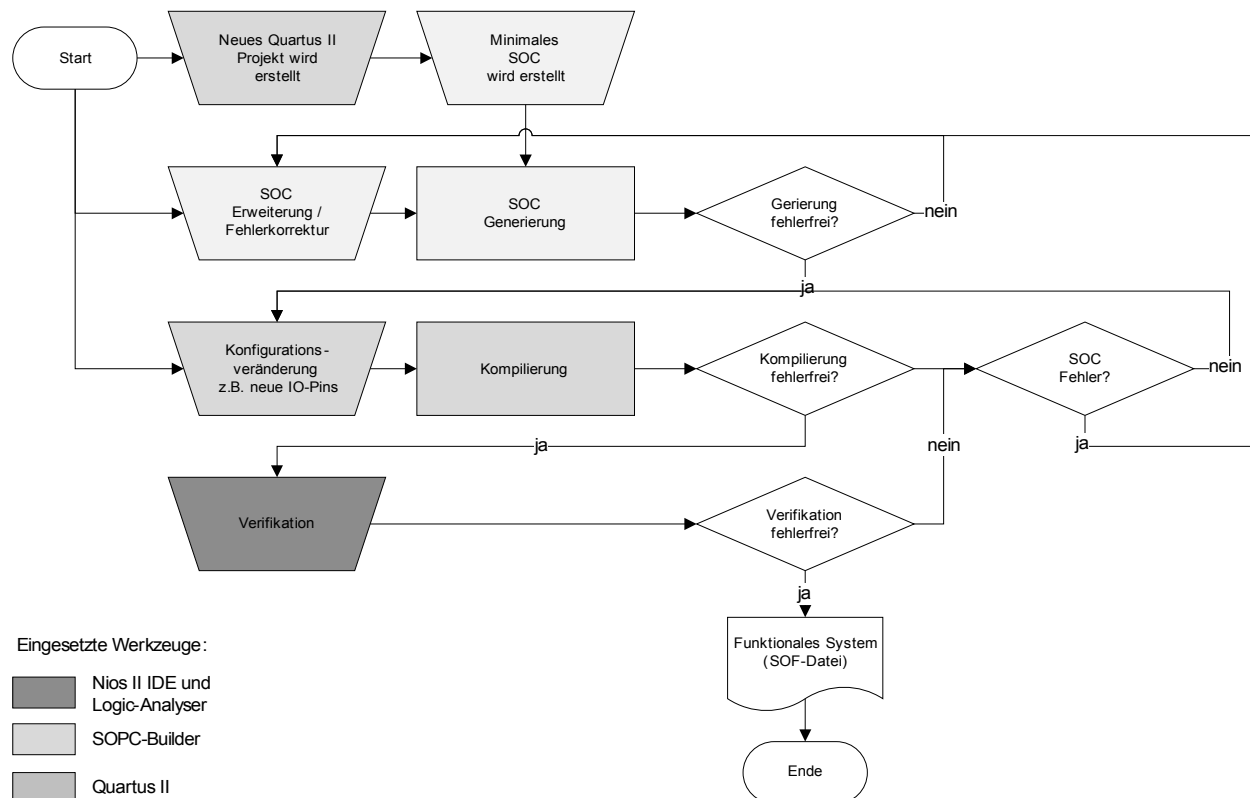 Start
Neues Quartus II
Projekt wird
erstellt
Minimales
SOC
wird erstellt
SOC
Erweiterung /
Fehlerkorrektur
SOC
Generierung
Gerierung
fehlerfrei?
nein
ja
Konfigurations-
veränderung
z.B. neue IO-Pins
Kompilierung
Kompilierung
fehlerfrei?
SOC
Fehler?
nein
ja
nein
ja
Verifikation
Verifikation
fehlerfrei?
ja
Funktionales System
(SOF-Datei)
Ende
Eingesetzte Werkzeuge:
Nios II IDE und
Logic-Analyser
SOPC-Builder
Quartus II